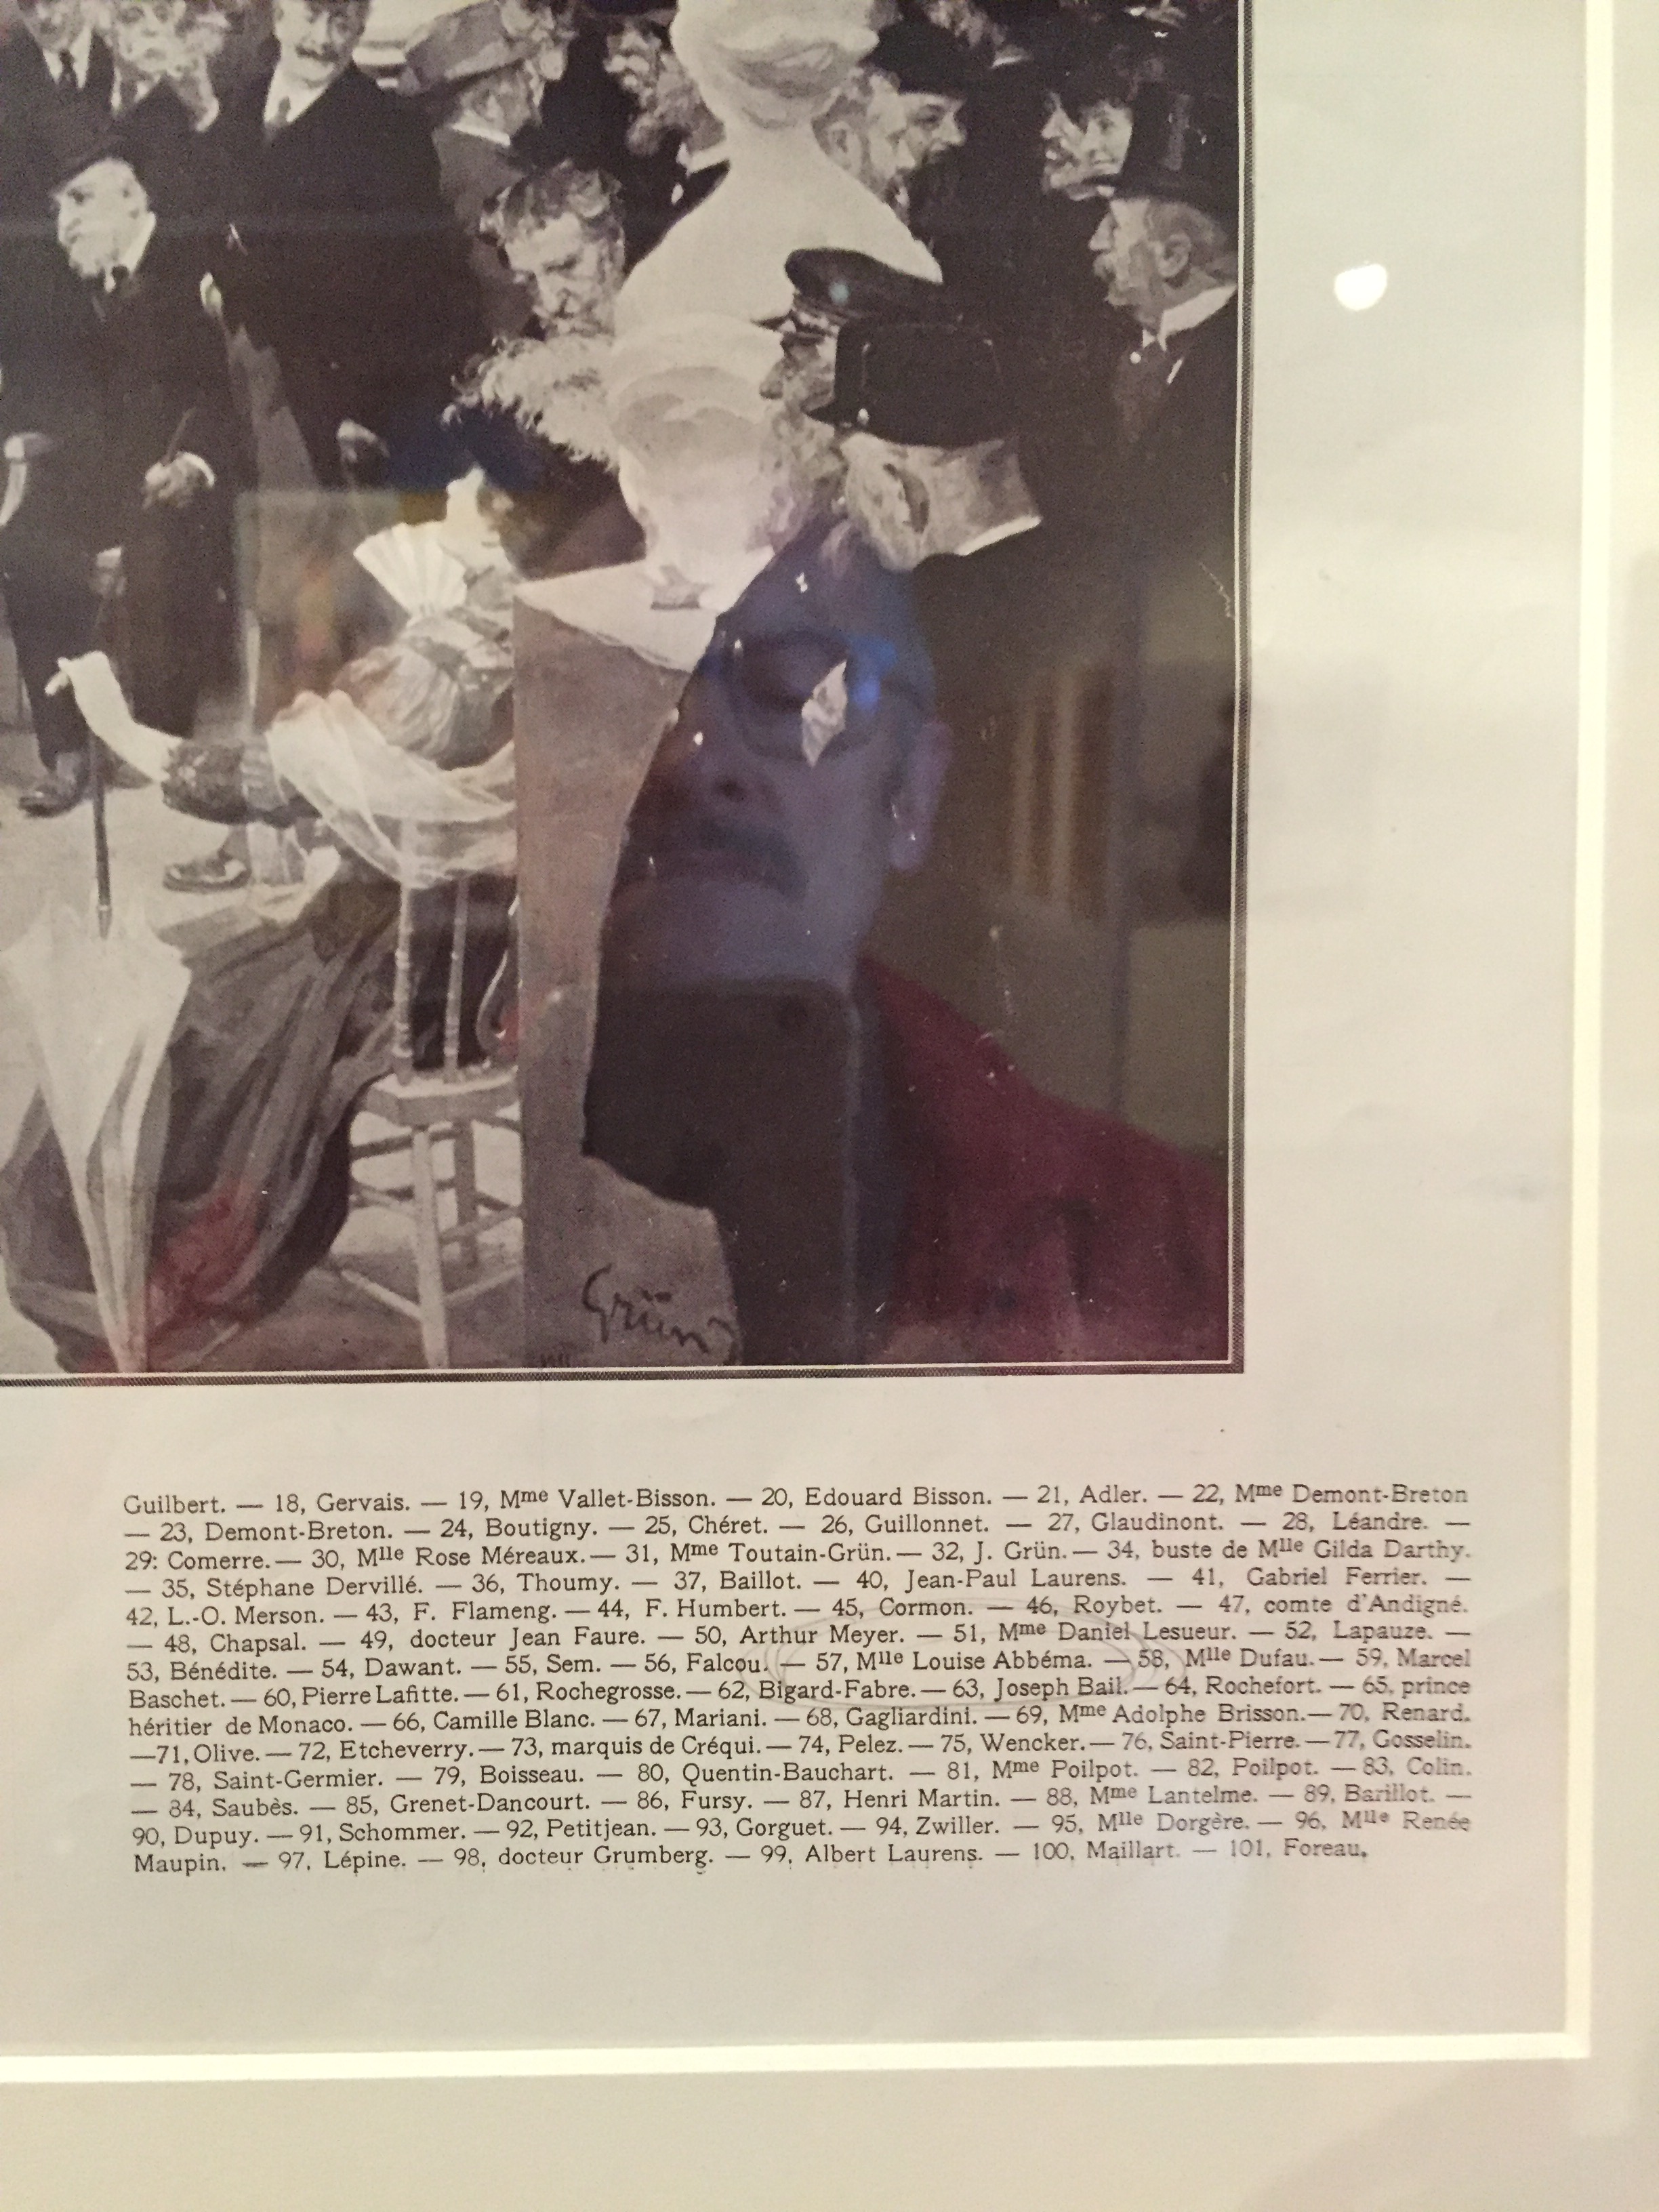 Grün
1911
Guilbert. — 18, Gervais. — 19, Mme Vallet-Bisson. — 20, Edouard Bisson. — 21, Adler. — 22, Mme Demont-Breton
— 23, Demont-Breton. — 24, Boutigny. — 25, Chéret. — 26, Guillonnet. — 27, Glaudinont. — 28, Léandre. —
29: Comerre. — 30, Mlle Rose Méreaux. — 31, Mme Toutain-Grün. — 32, J. Grün. — 34, buste de Mlle Gilda Darthy.
— 35, Stéphane Dervillé. — 36, Thoumy. — 37, Baillot. — 40, Jean-Paul Laurens. — 41, Gabriel Ferrier. —
42, L.-O. Merson. — 43, F. Flameng. — 44, F. Humbert. — 45, Cormon. — 46, Roybet. — 47, comte d'Andigné.
— 48, Chapsal. — 49, docteur Jean Faure. — 50, Arthur Meyer. — 51, Mme Daniel Lesueur. — 52, Lapauze. —
53, Bénédite. — 54, Dawant. — 55, Sem. — 56, Falcou. — 57, Mlle Louise Abbéma. — 58, Mlle Dufau. — 59, Marcel
Baschet. — 60, Pierre Lafitte. — 61, Rochegrosse. — 62, Bigard-Fabre. — 63, Joseph Bail. — 64, Rochefort. — 65, prince
héritier de Monaco. — 66, Camille Blanc. — 67, Mariani. — 68, Gagliardini. — 69, Mme Adolphe Brisson. — 70, Renard.
— 71, Olive. — 72, Etcheverry. — 73, marquis de Créqui. — 74, Pelez. — 75, Wencker. — 76, Saint-Pierre. — 77, Gosselin.
— 78, Saint-Germier. — 79, Boisseau. — 80, Quentin-Bauchart. — 81, Mme Poilpot. — 82, Poilpot. — 83, Colin.
— 84, Saubès. — 85, Grenet-Dancourt. — 86, Fursy. — 87, Henri Martin. — 88, Mme Lantelme. — 89, Barillot. —
90, Dupuy. — 91, Schommer. — 92, Petitjean. — 93, Gorguet. — 94, Zwiller. — 95, Mlle Dorgère. — 96, Mlle Renée
Maupin. — 97, Lépine. — 98, docteur Grumberg. — 99, Albert Laurens. — 100, Maillart. — 101, Foreau.